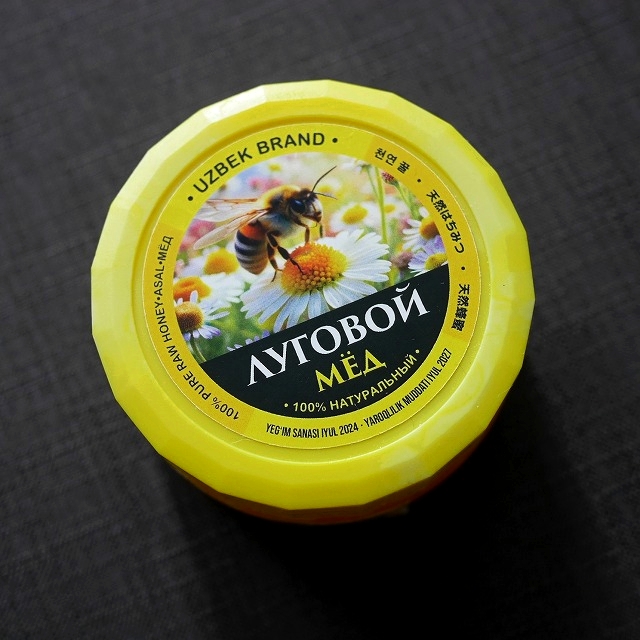 • UZBEK BRAND •
천연 꿀 • 天然はちみつ • 天然蜂蜜
100% PURE RAW HONEY•ASAL•МЁД
ЛУГОВОЙ
МЁД
• 100% НАТУРАЛЬНЫЙ •
YEG'IM SANASI IYUL 2024 - YAROQLILIK MUDDATI IYUL 2027